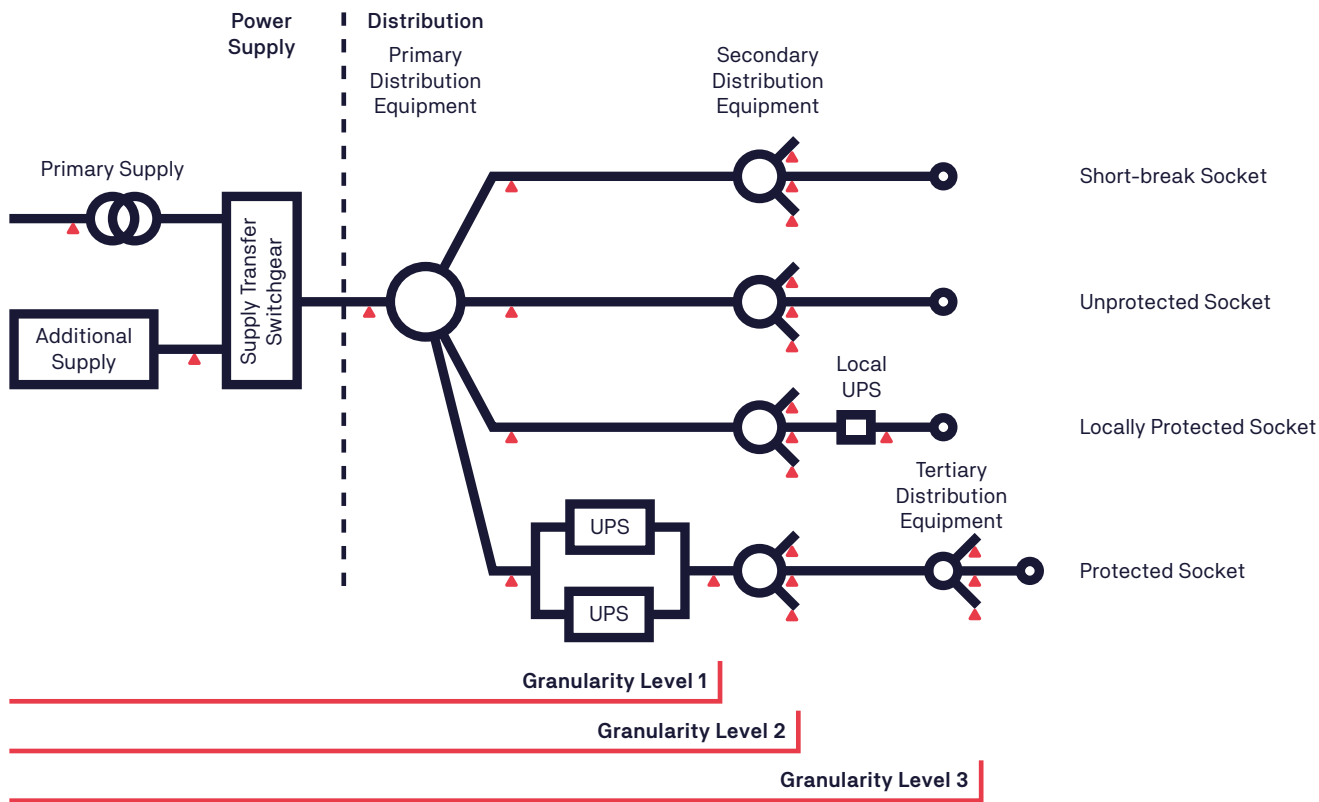 Power
Supply
Distribution
Primary
Distribution
Equipment
Secondary
Distribution
Equipment
Primary Supply
Supply Transfer
Switchgear
Additional
Supply
Short-break Socket
Unprotected Socket
Local
UPS
Locally Protected Socket
Tertiary
Distribution
Equipment
UPS
UPS
Protected Socket
Granularity Level 1
Granularity Level 2
Granularity Level 3